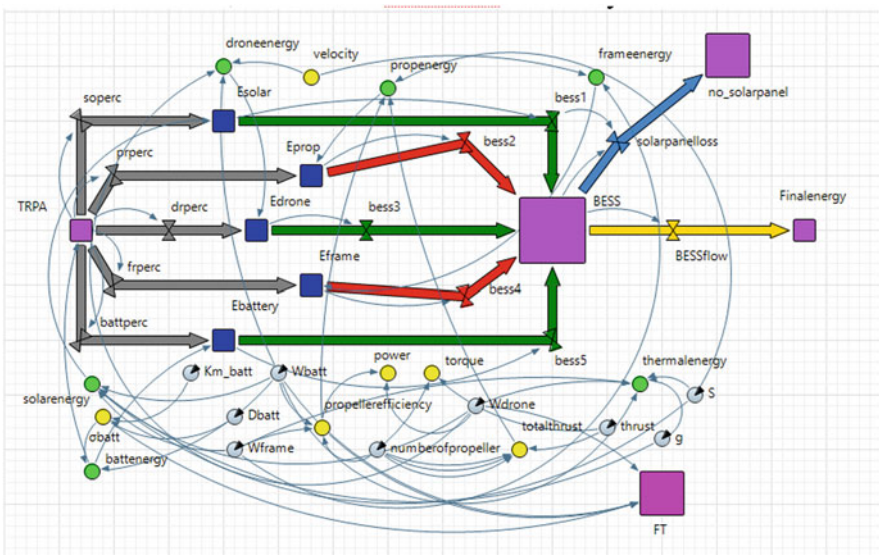 droneenergy
velocity
propenergy
frameenergy
soperc
Esolar
bess1
no_solarpanel
prperc
Eprop
bess2
solarpanelloss
TRPA
drperc
Edrone
bess3
BESS
Finalenergy
frperc
Eframe
BESSflow
battperc
Ebattery
bess4
Km_batt
Wbatt
power
torque
bess5
thermalenergy
solarenergy
Dbatt
propellerefficiency
Wdrone
S
σbatt
Wframe
numberofpropeller
totalthrust
thrust
g
battenergy
FT